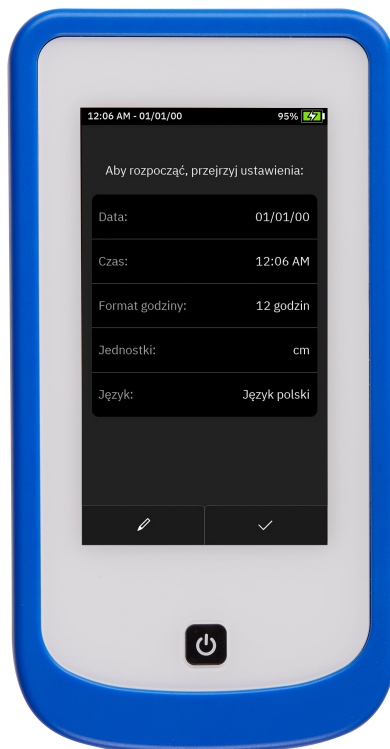 12:06 AM - 01/01/00 95%
Aby rozpocząć, przejrzyj ustawienia:
Data: 01/01/00
Czas: 12:06 AM
Format godziny: 12 godzin
Jednostki: cm
Język: Język polski